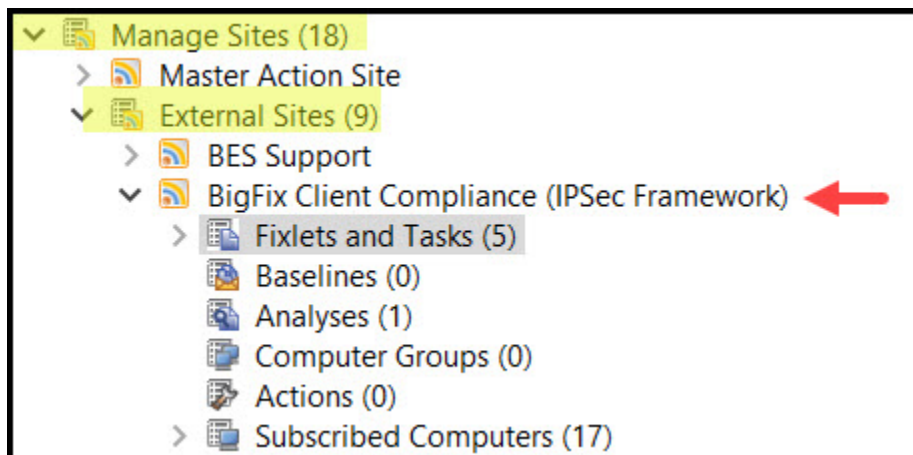 Manage Sites (18)
Master Action Site
External Sites (9)
BES Support
BigFix Client Compliance (IPSec Framework)
Fixlets and Tasks (5)
Baselines (0)
Analyses (1)
Computer Groups (0)
Actions (0)
Subscribed Computers (17)